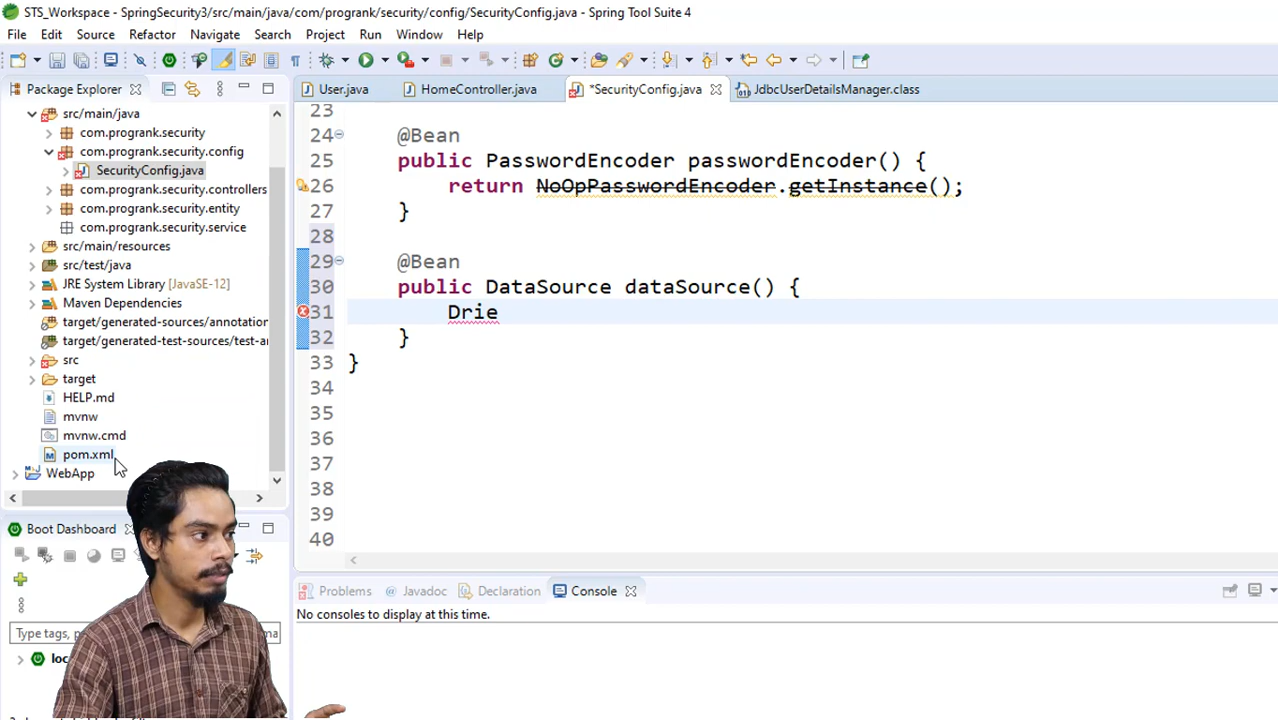 STS_Workspace - SpringSecurity3/src/main/java/com/progrank/security/config/SecurityConfig.java - Spring Tool Suite 4
File Edit Source Refactor Navigate Search Project Run Window Help
Package Explorer
User.java HomeController.java *SecurityConfig.java JdbcUserDetailsManager.class
src/main/java
com.progrank.security
com.progrank.security.config
SecurityConfig.java
com.progrank.security.controllers
com.progrank.security.entity
com.progrank.security.service
src/main/resources
src/test/java
JRE System Library [JavaSE-12]
Maven Dependencies
target/generated-sources/annotation
target/generated-test-sources/test-a
src
target
HELP.md
mvnw
mvnw.cmd
pom.xml
WebApp
23
24 @Bean
25 public PasswordEncoder passwordEncoder() {
26 return NoOpPasswordEncoder.getInstance();
27 }
28
29 @Bean
30 public DataSource dataSource() {
31 Drie
32 }
33 }
34
35
36
37
38
39
40
Boot Dashboard
Type tags, p
Problems Javadoc Declaration Console
No consoles to display at this time.